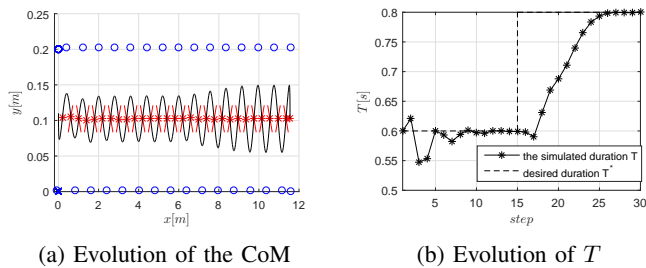 0.25
0.2
0.15
0.1
0.05
0
y[m]
0 2 4 6 8 10 12
x[m]
(a) Evolution of the CoM
0.8
0.75
0.7
0.65
0.6
0.55
0.5
T[s]
5 10 15 20 25 30
step
the simulated duration T
desired duration T*
(b) Evolution of T